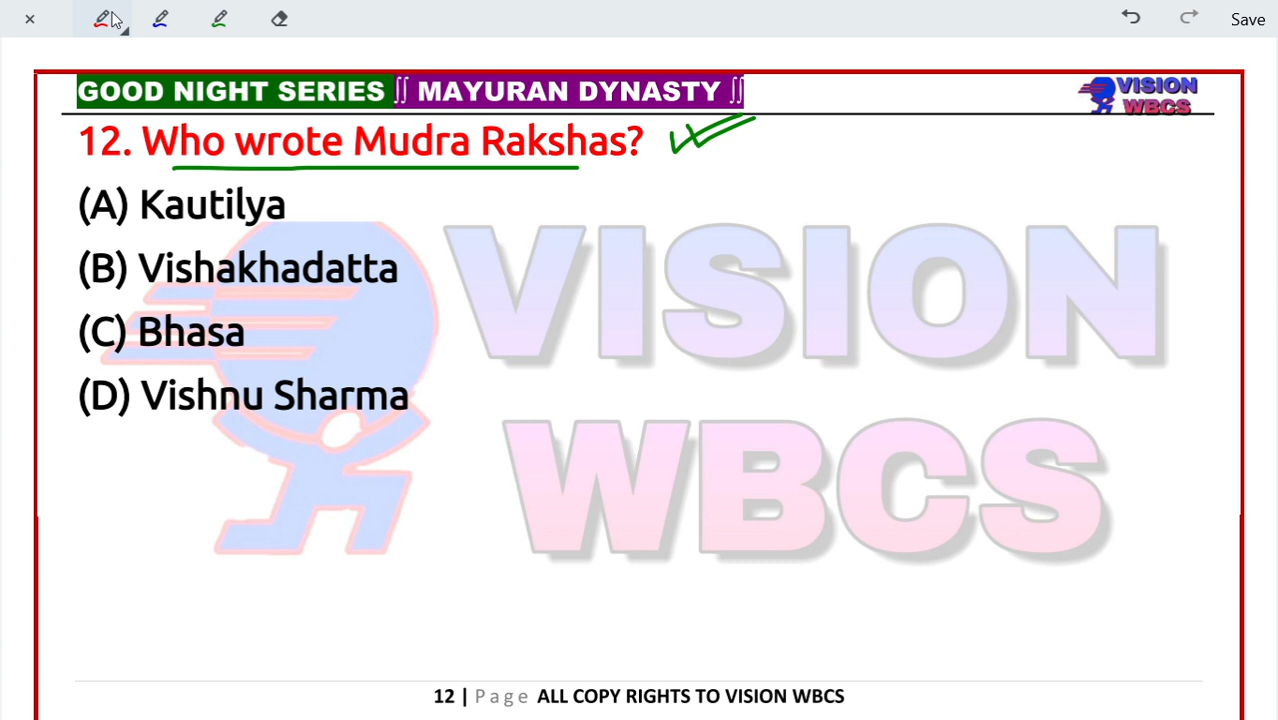 Save
GOOD NIGHT SERIES ∬ MAYURAN DYNASTY ∬
VISION
WBCS
12. Who wrote Mudra Rakshas?
(A) Kautilya
(B) Vishakhadatta
(C) Bhasa
(D) Vishnu Sharma
VISION
WBCS
12 | Page ALL COPY RIGHTS TO VISION WBCS